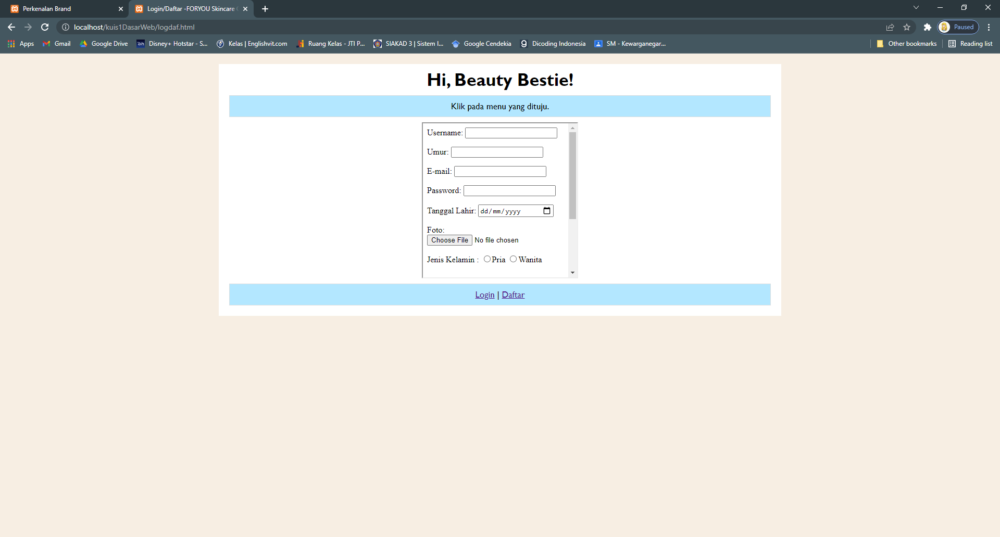 Perkenalan Brand
Login/Daftar -FORYOU Skincare
localhost/kuis1DasarWeb/logdaf.html
Paused
Apps
Gmail
Google Drive
Disney+ Hotstar - S...
Kelas | Englishvit.com
Ruang Kelas - JTI P...
SIAKAD 3 | Sistem I...
Google Cendekia
Dicoding Indonesia
SM - Kewarganegar...
Other bookmarks
Reading list
Hi, Beauty Bestie!
Klik pada menu yang dituju.
Username:
Umur:
E-mail:
Password:
Tanggal Lahir: dd/mm/yyyy
Foto:
Choose File No file chosen
Jenis Kelamin : Pria Wanita
Login | Daftar